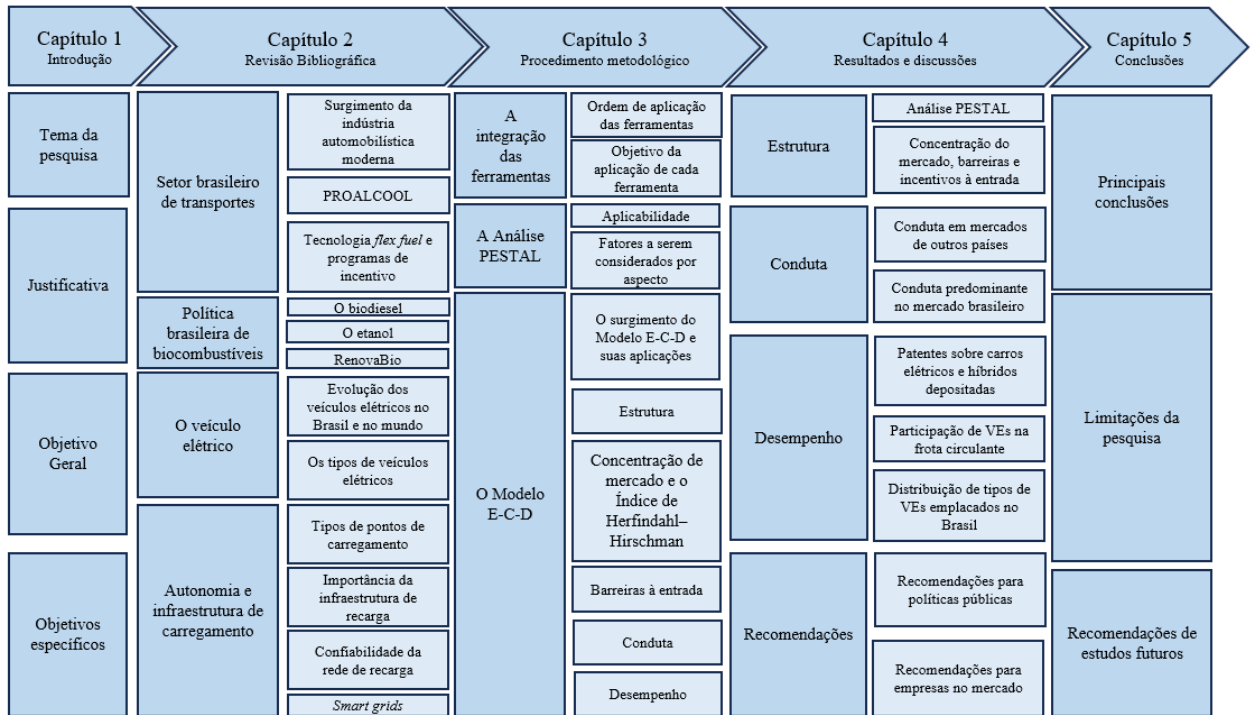 Capítulo 1
Introdução
Capítulo 2
Revisão Bibliográfica
Capítulo 3
Procedimento metodológico
Capítulo 4
Resultados e discussões
Capítulo 5
Conclusões
Tema da
pesquisa
Justificativa
Objetivo
Geral
Objetivos
específicos
Setor brasileiro
de transportes
Surgimento da
indústria
automobilística
moderna
PROALCOOL
Tecnologia flex fuel e
programas de
incentivo
Política
brasileira de
biocombustíveis
O biodiesel
O etanol
RenovaBio
O veículo
elétrico
Evolução dos
veículos elétricos no
Brasil e no mundo
Os tipos de veículos
elétricos
Autonomia e
infraestrutura de
carregamento
Tipos de pontos de
carregamento
Importância da
infraestrutura de
recarga
Confiabilidade da
rede de recarga
Smart grids
A
integração
das
ferramentas
Ordem de aplicação
das ferramentas
Objetivo da
aplicação de cada
ferramenta
A Análise
PESTAL
Aplicabilidade
Fatores a serem
considerados por
aspecto
O Modelo
E-C-D
O surgimento do
Modelo E-C-D e
suas aplicações
Estrutura
Concentração de
mercado e o
Índice de
Herfindahl–
Hirschman
Barreiras à entrada
Conduta
Desempenho
Estrutura
Análise PESTAL
Concentração do
mercado, barreiras e
incentivos à entrada
Conduta
Conduta em mercados
de outros países
Conduta predominante
no mercado brasileiro
Desempenho
Patentes sobre carros
elétricos e híbridos
depositadas
Participação de VEs na
frota circulante
Distribuição de tipos de
VEs emplacados no
Brasil
Recomendações
Recomendações para
políticas públicas
Recomendações para
empresas no mercado
Principais
conclusões
Limitações da
pesquisa
Recomendações de
estudos futuros